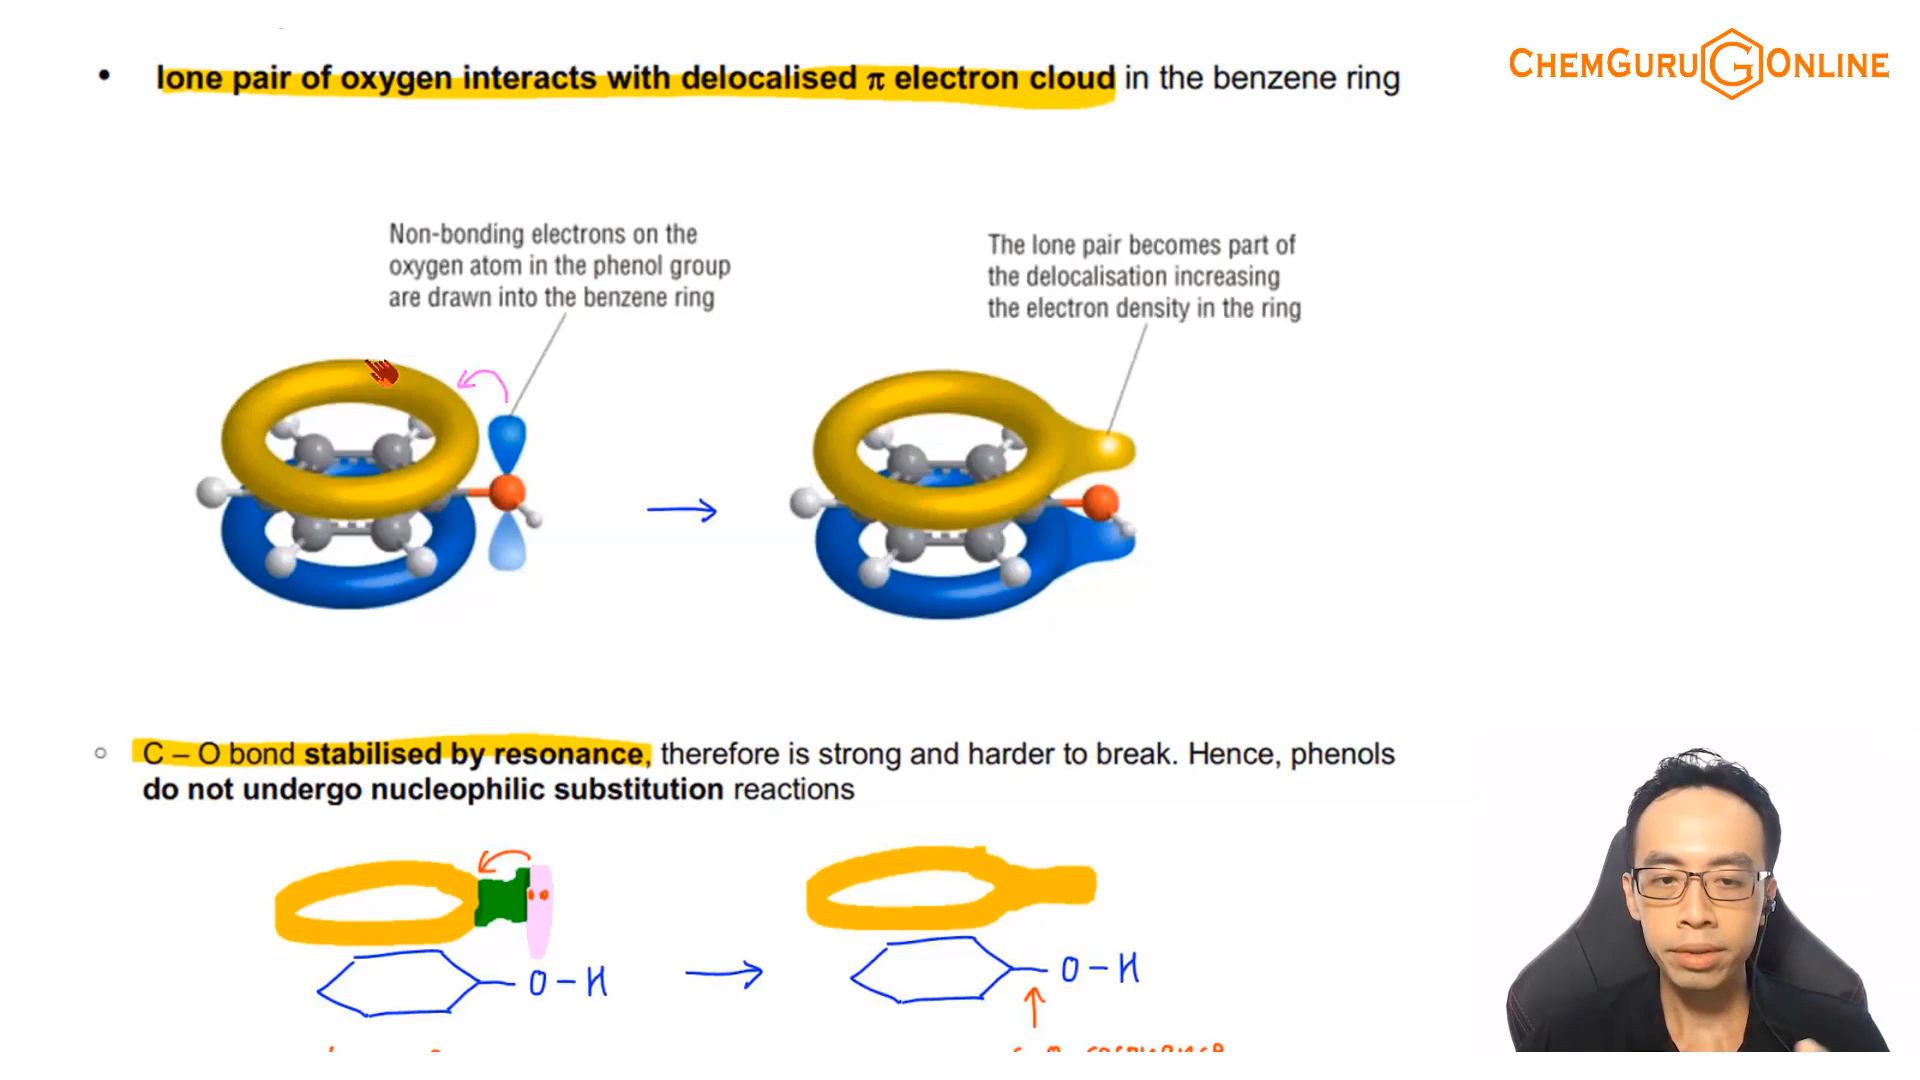 • lone pair of oxygen interacts with delocalised π electron cloud in the benzene ring
CHEMGURU G ONLINE
Non-bonding electrons on the
oxygen atom in the phenol group
are drawn into the benzene ring
The lone pair becomes part of
the delocalisation increasing
the electron density in the ring
○ C – O bond stabilised by resonance, therefore is strong and harder to break. Hence, phenols
do not undergo nucleophilic substitution reactions
O-H
O-H